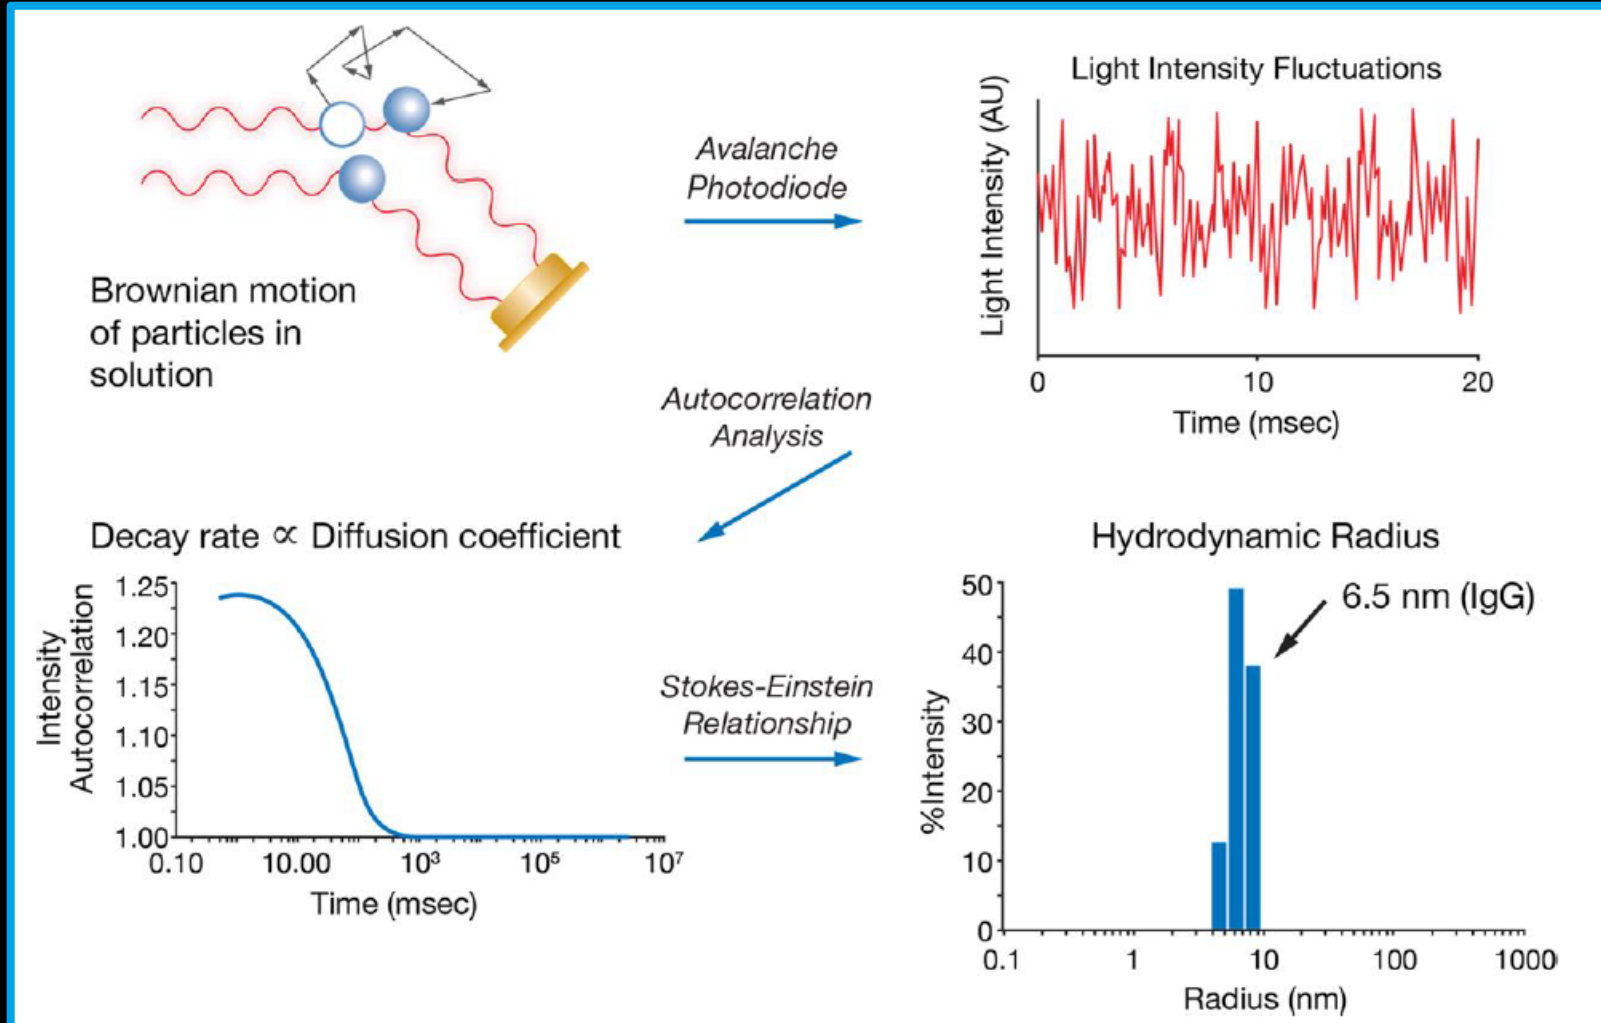 Brownian motion
of particles in
solution
Avalanche
Photodiode
Light Intensity Fluctuations
Light Intensity (AU)
0 10 20
Time (msec)
Autocorrelation
Analysis
Decay rate ∝ Diffusion coefficient
Intensity
Autocorrelation
1.25
1.20
1.15
1.10
1.05
1.00
0.10 10.00 10³ 10⁵ 10⁷
Time (msec)
Stokes-Einstein
Relationship
Hydrodynamic Radius
6.5 nm (IgG)
%Intensity
50
40
30
20
10
0
0.1 1 10 100 1000
Radius (nm)